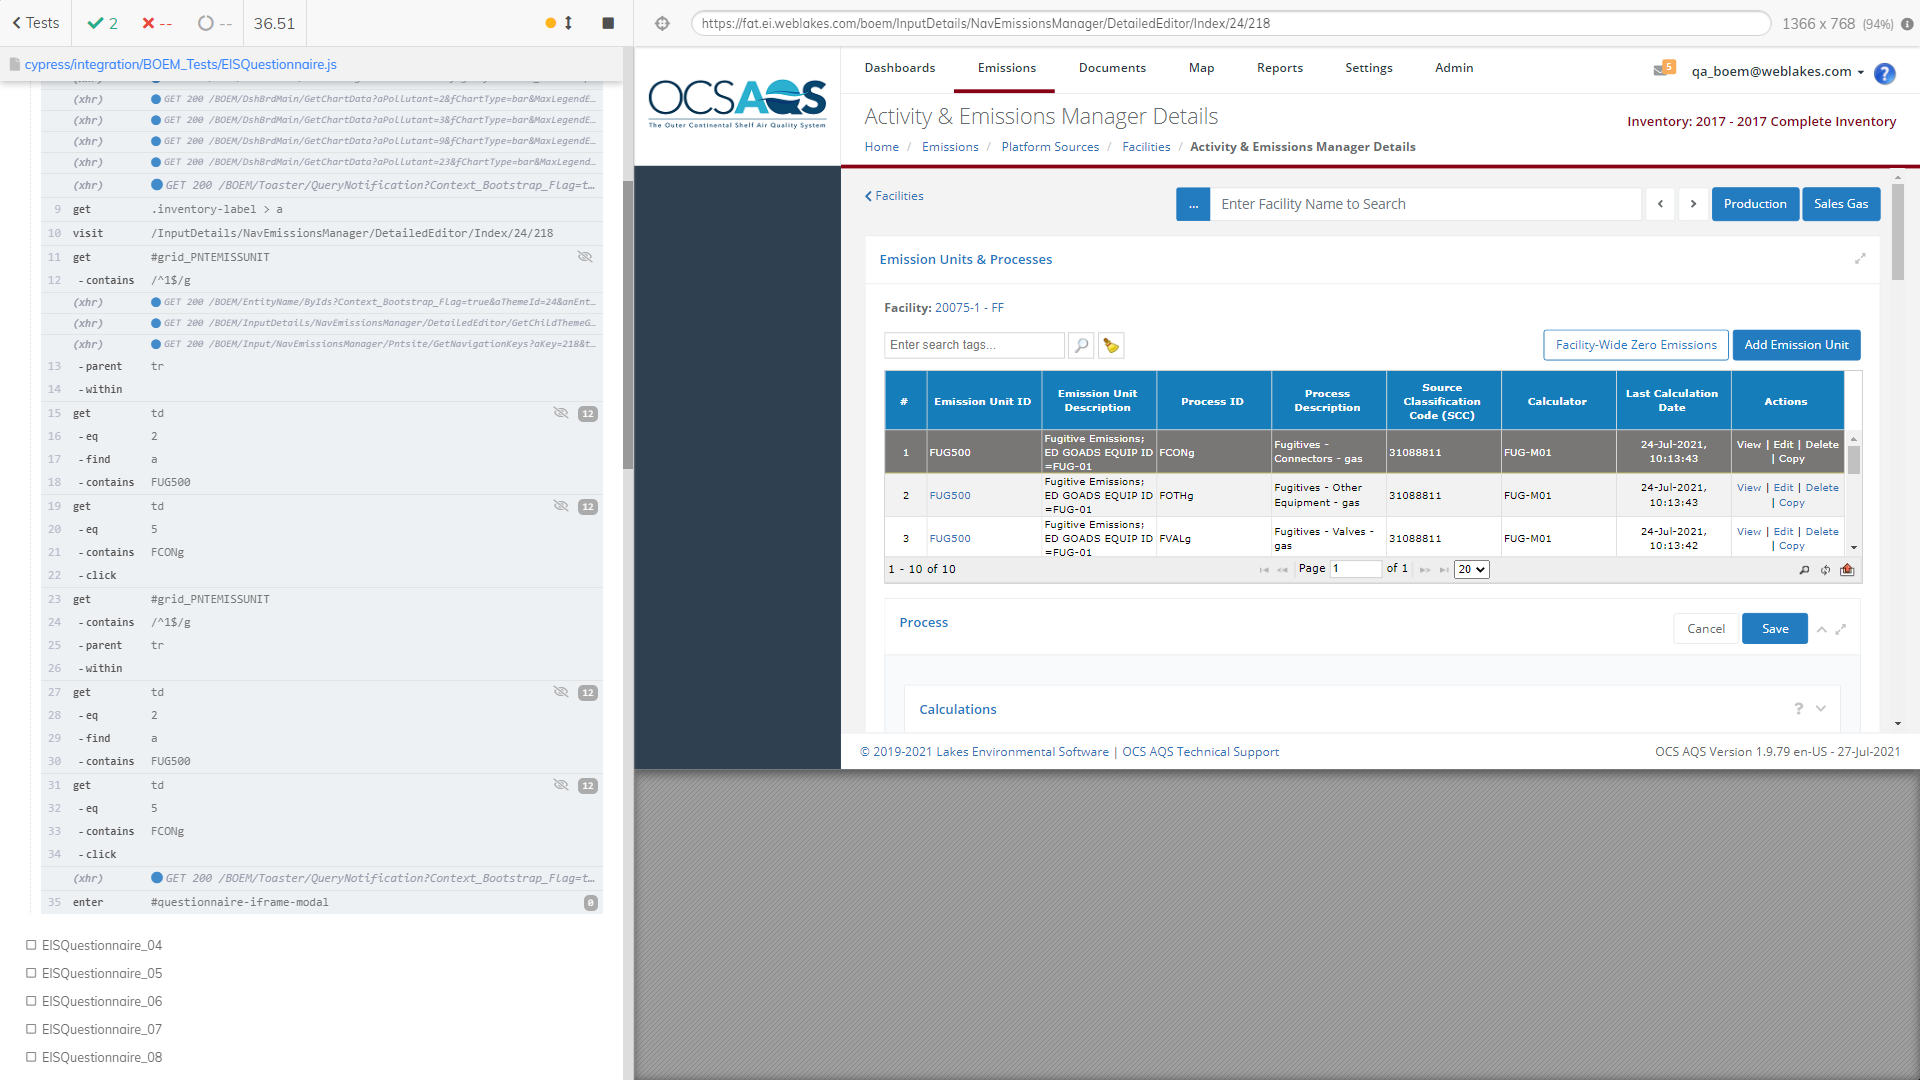 Tests
2
--
--
36.51
cypress/integration/BOEM_Tests/EISQuestionnaire.js
(xhr) GET 200 /BOEM/DshBrdMain/GetChartData?aPollutant=2&fChartType=bar&MaxLegendE...
(xhr) GET 200 /BOEM/DshBrdMain/GetChartData?aPollutant=3&fChartType=bar&MaxLegendE...
(xhr) GET 200 /BOEM/DshBrdMain/GetChartData?aPollutant=9&fChartType=bar&MaxLegendE...
(xhr) GET 200 /BOEM/DshBrdMain/GetChartData?aPollutant=23&fChartType=bar&MaxLegend...
(xhr) GET 200 /BOEM/Toaster/QueryNotification?Context_Bootstrap_Flag=t...
9 get .inventory-label > a
10 visit /InputDetails/NavEmissionsManager/DetailedEditor/Index/24/218
11 get #grid_PNTEMISSUNIT
12 -contains /^1$/g
(xhr) GET 200 /BOEM/EntityName/ByIds?Context_Bootstrap_Flag=true&aThemeId=24&anEnt...
(xhr) GET 200 /BOEM/InputDetails/NavEmissionsManager/DetailedEditor/GetChildThemeG...
(xhr) GET 200 /BOEM/Input/NavEmissionsManager/Pntsite/GetNavigationKeys?aKey=218&t...
13 -parent tr
14 -within
15 get td 12
16 -eq 2
17 -find a
18 -contains FUG500
19 get td 12
20 -eq 5
21 -contains FCONg
22 -click
23 get #grid_PNTEMISSUNIT
24 -contains /^1$/g
25 -parent tr
26 -within
27 get td 12
28 -eq 2
29 -find a
30 -contains FUG500
31 get td 12
32 -eq 5
33 -contains FCONg
34 -click
(xhr) GET 200 /BOEM/Toaster/QueryNotification?Context_Bootstrap_Flag=t...
35 enter #questionnaire-iframe-modal 0
EISQuestionnaire_04
EISQuestionnaire_05
EISQuestionnaire_06
EISQuestionnaire_07
EISQuestionnaire_08
https://fat.ei.weblakes.com/boem/InputDetails/NavEmissionsManager/DetailedEditor/Index/24/218
1366 x 768 (94%)
OCSAQS
The Outer Continental Shelf Air Quality System
Dashboards Emissions Documents Map Reports Settings Admin
5 qa_boem@weblakes.com ?
Activity & Emissions Manager Details
Inventory: 2017 - 2017 Complete Inventory
Home / Emissions / Platform Sources / Facilities / Activity & Emissions Manager Details
Facilities
... Enter Facility Name to Search
Production Sales Gas
Emission Units & Processes
Facility: 20075-1 - FF
Enter search tags...
Facility-Wide Zero Emissions Add Emission Unit
# Emission Unit ID Emission Unit Description Process ID Process Description Source Classification Code (SCC) Calculator Last Calculation Date Actions
1 FUG500 Fugitive Emissions; ED GOADS EQUIP ID =FUG-01 FCONg Fugitives - Connectors - gas 31088811 FUG-M01 24-Jul-2021, 10:13:43 View | Edit | Delete | Copy
2 FUG500 Fugitive Emissions; ED GOADS EQUIP ID =FUG-01 FOTHg Fugitives - Other Equipment - gas 31088811 FUG-M01 24-Jul-2021, 10:13:43 View | Edit | Delete | Copy
3 FUG500 Fugitive Emissions; ED GOADS EQUIP ID =FUG-01 FVALg Fugitives - Valves - gas 31088811 FUG-M01 24-Jul-2021, 10:13:42 View | Edit | Delete | Copy
1 - 10 of 10 Page 1 of 1 20
Process
Cancel Save
Calculations ?
© 2019-2021 Lakes Environmental Software | OCS AQS Technical Support
OCS AQS Version 1.9.79 en-US - 27-Jul-2021